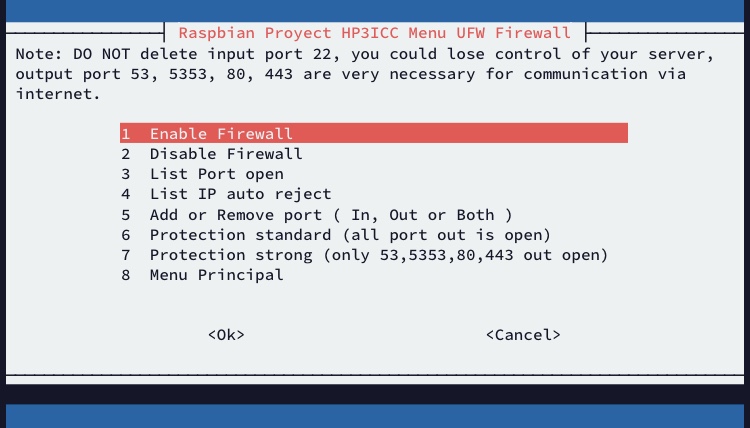 Raspbian Proyect HP3ICC Menu UFW Firewall
Note: DO NOT delete input port 22, you could lose control of your server,
output port 53, 5353, 80, 443 are very necessary for communication via
internet.
1 Enable Firewall
2 Disable Firewall
3 List Port open
4 List IP auto reject
5 Add or Remove port ( In, Out or Both )
6 Protection standard (all port out is open)
7 Protection strong (only 53,5353,80,443 out open)
8 Menu Principal
<Ok> <Cancel>